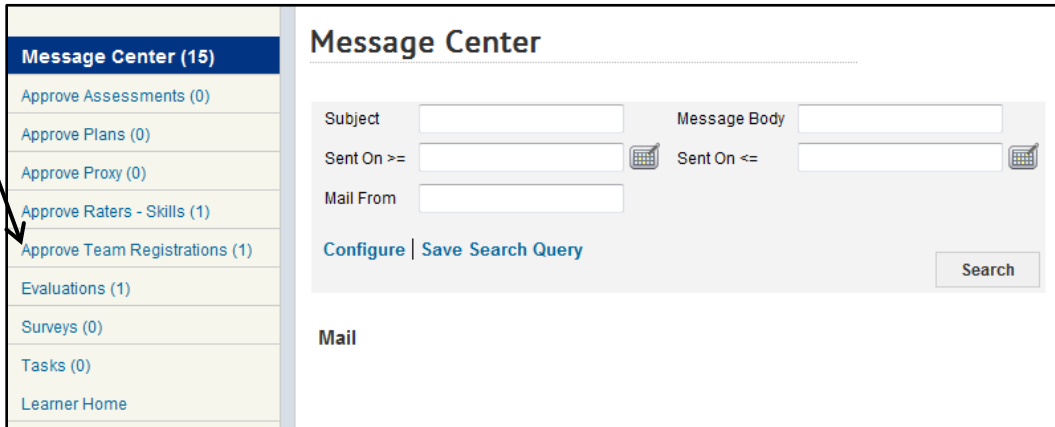 Message Center (15)
Approve Assessments (0)
Approve Plans (0)
Approve Proxy (0)
Approve Raters - Skills (1)
Approve Team Registrations (1)
Evaluations (1)
Surveys (0)
Tasks (0)
Learner Home
Message Center
Subject Message Body
Sent On >= Sent On <=
Mail From
Configure | Save Search Query
Search
Mail